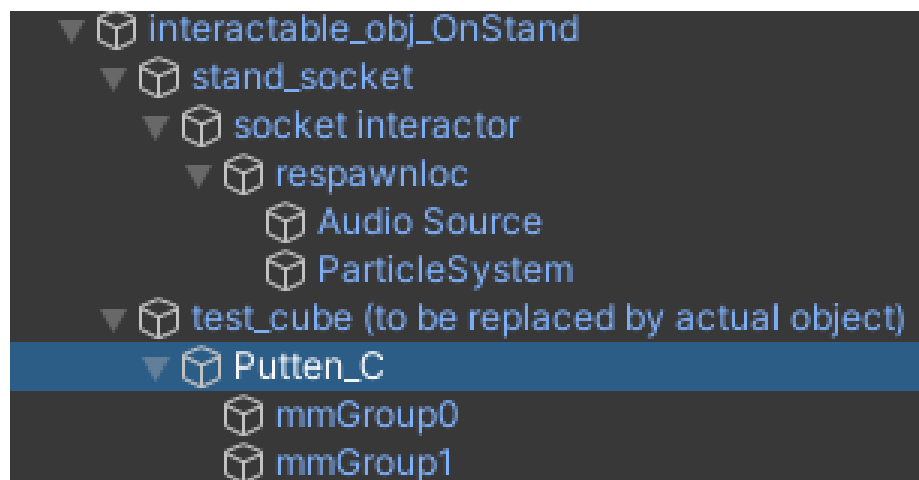 interactable_obj_OnStand
stand_socket
socket interactor
respawnloc
Audio Source
ParticleSystem
test_cube (to be replaced by actual object)
Putten_C
mmGroup0
mmGroup1